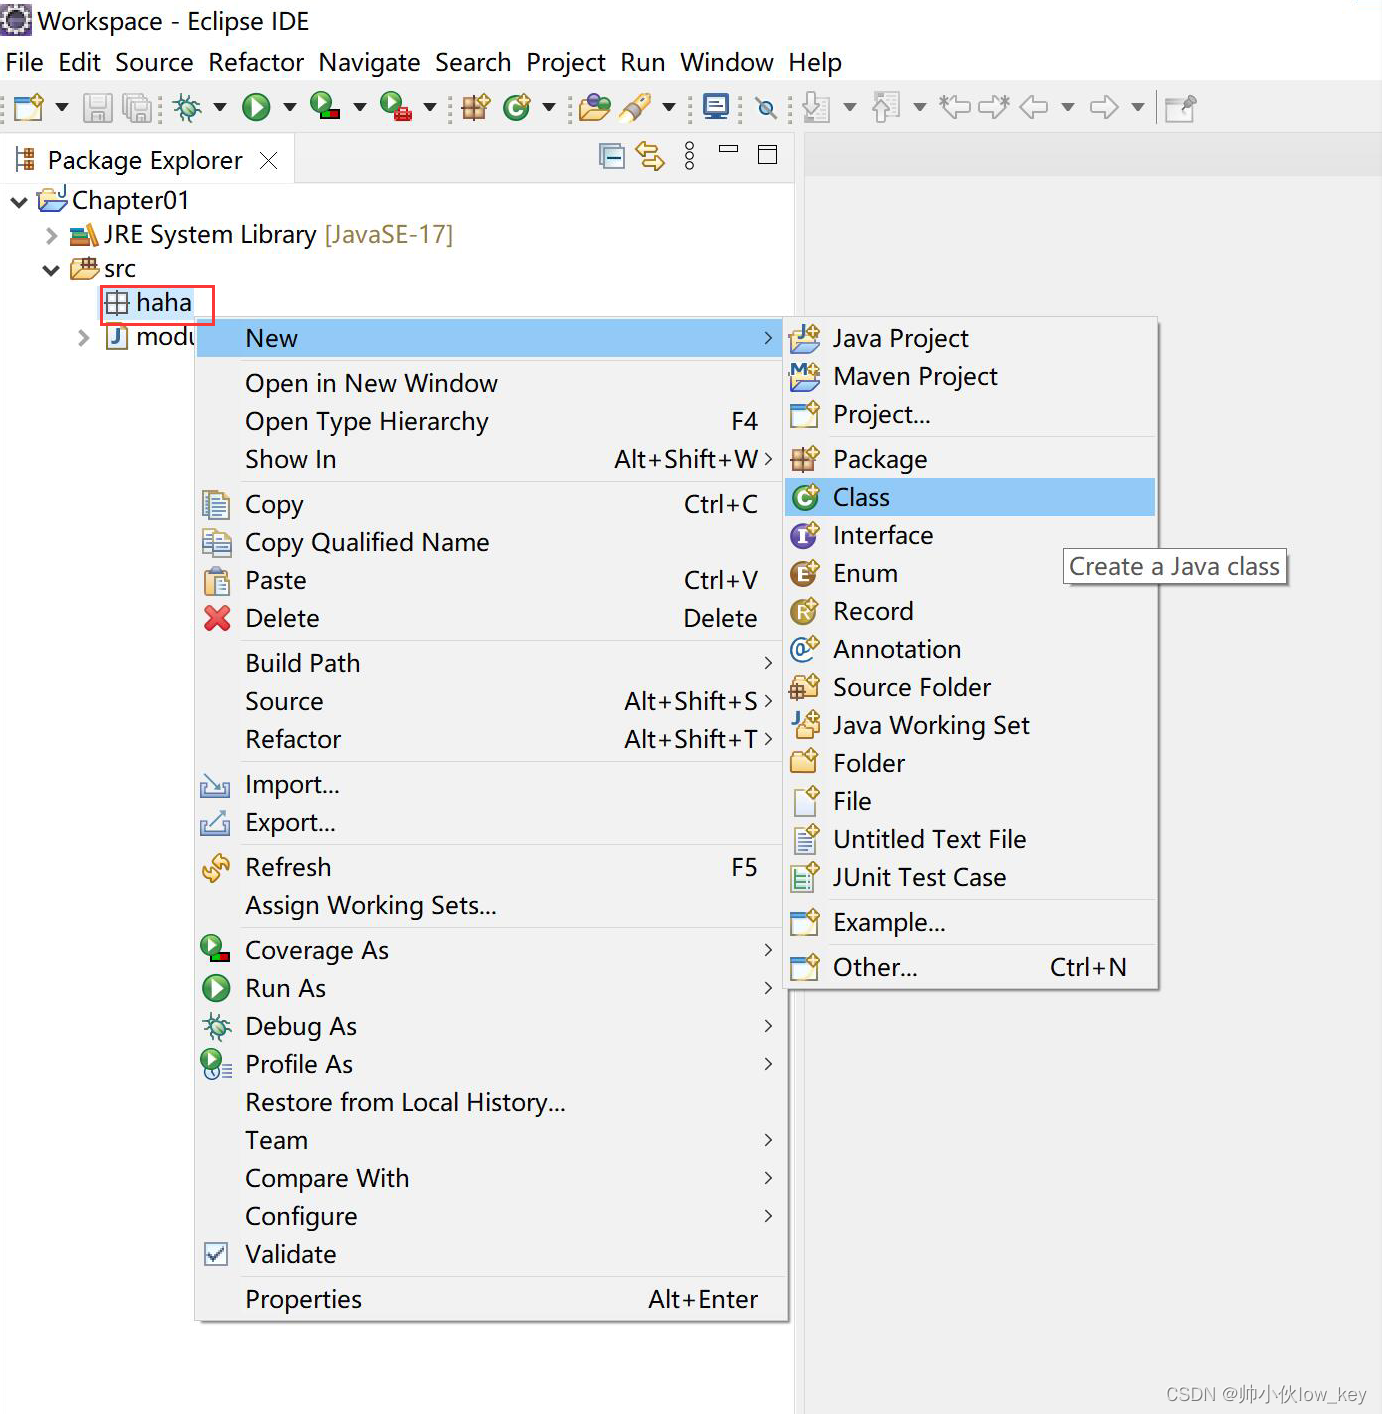 Workspace - Eclipse IDE
File Edit Source Refactor Navigate Search Project Run Window Help
Package Explorer
Chapter01
JRE System Library [JavaSE-17]
src
haha
modu
New
Open in New Window
Open Type Hierarchy F4
Show In Alt+Shift+W
Copy Ctrl+C
Copy Qualified Name
Paste Ctrl+V
Delete Delete
Build Path
Source Alt+Shift+S
Refactor Alt+Shift+T
Import...
Export...
Refresh F5
Assign Working Sets...
Coverage As
Run As
Debug As
Profile As
Restore from Local History...
Team
Compare With
Configure
Validate
Properties Alt+Enter
Java Project
Maven Project
Project...
Package
Class
Interface
Enum
Record
Annotation
Source Folder
Java Working Set
Folder
File
Untitled Text File
JUnit Test Case
Example...
Other... Ctrl+N
Create a Java class
CSDN @帅小伙low_key